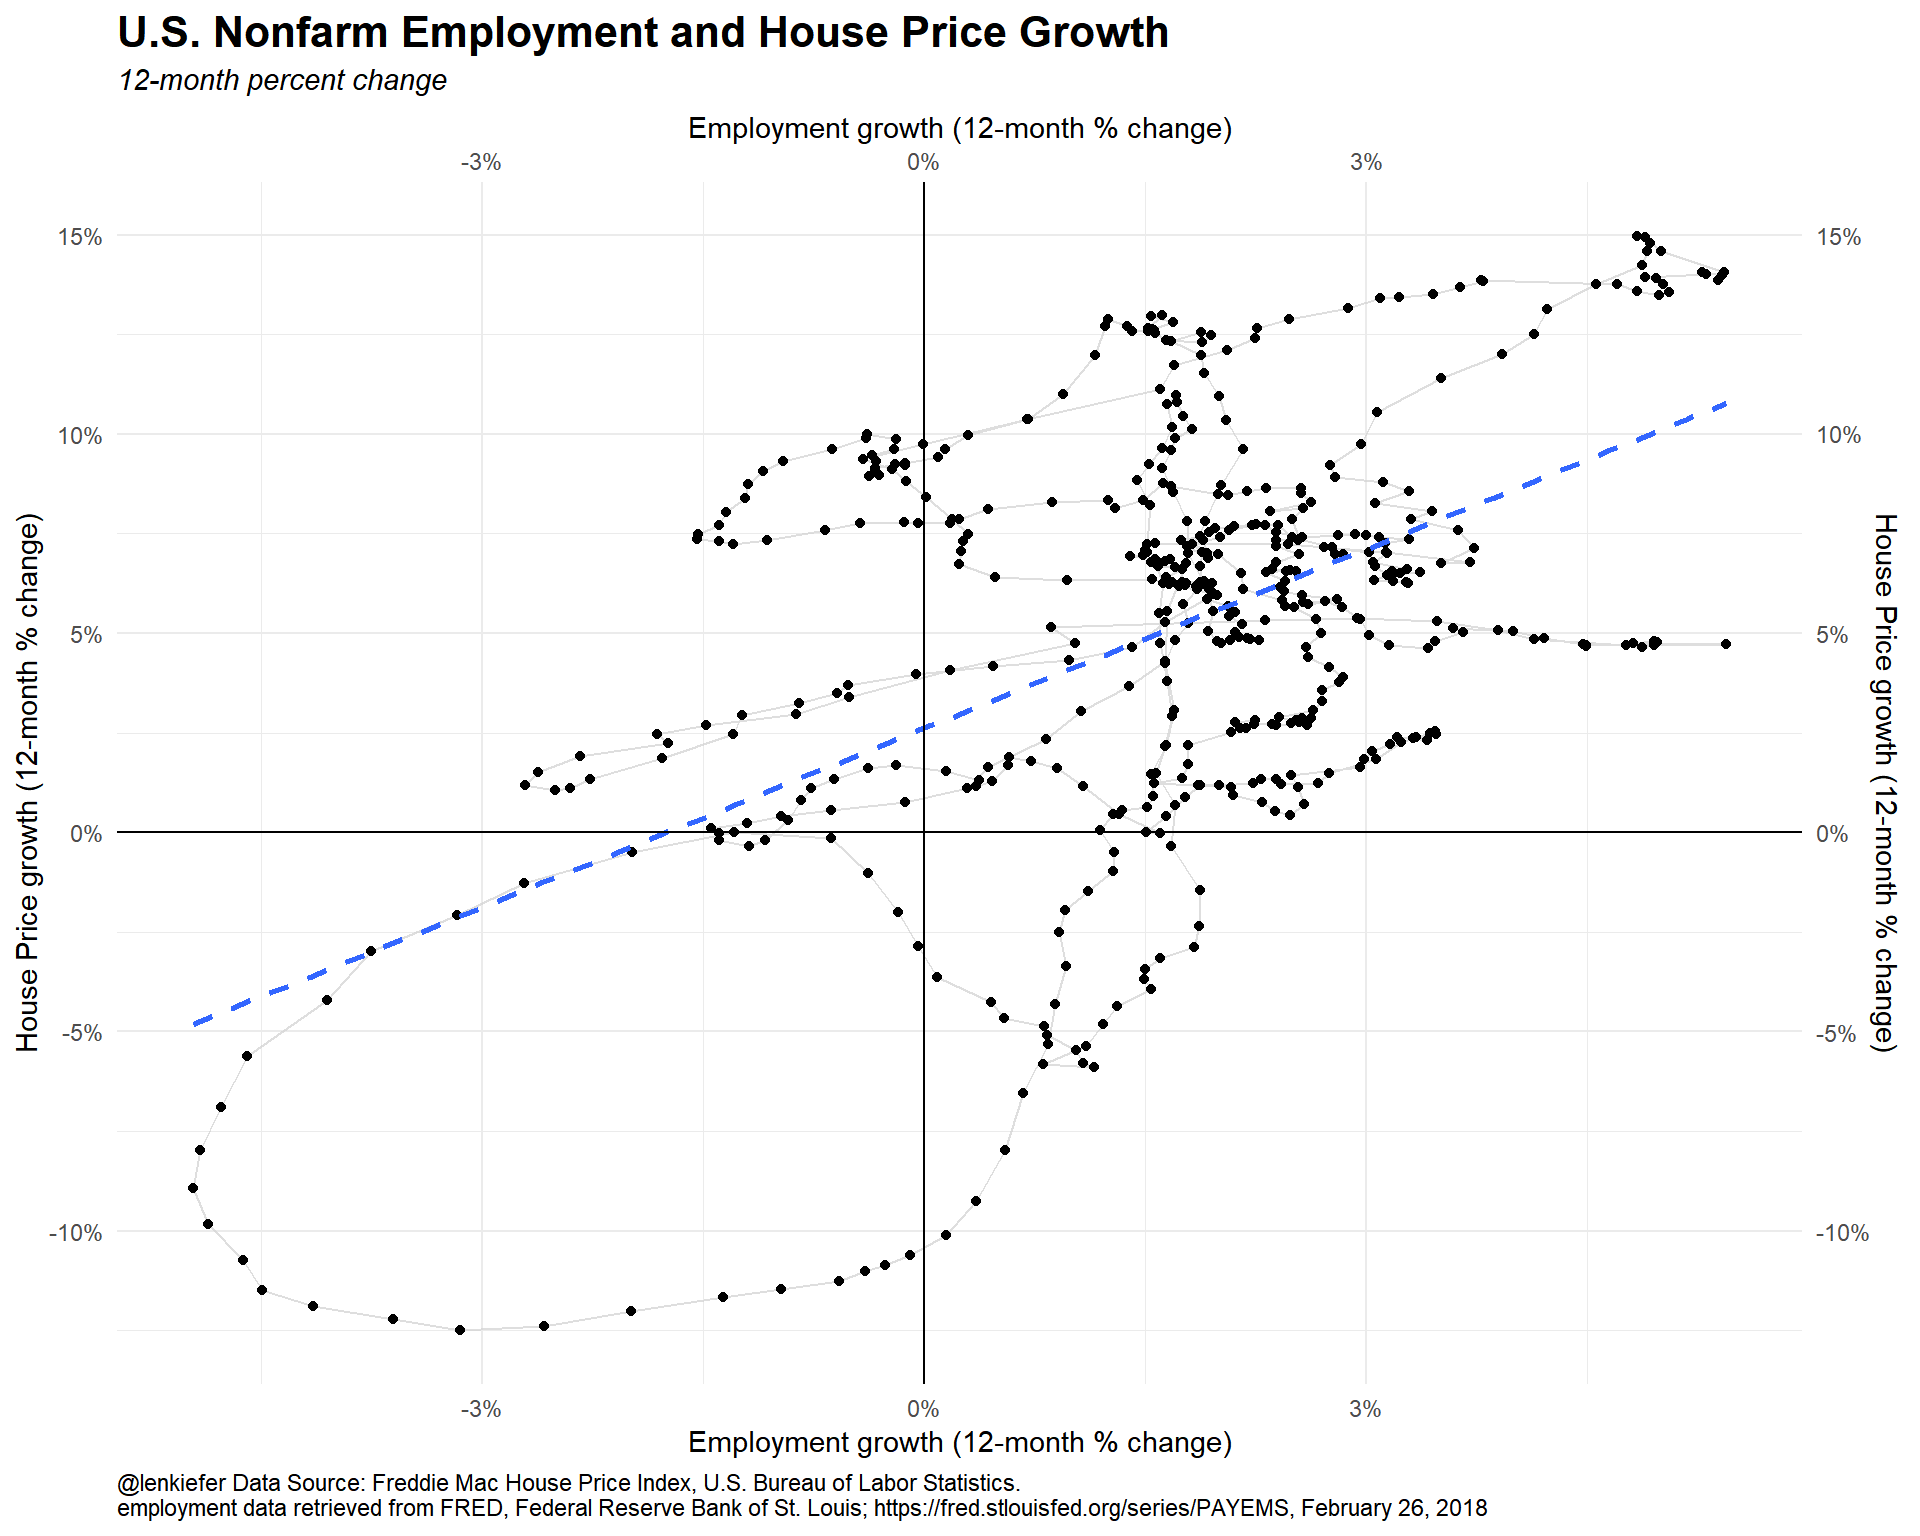 U.S. Nonfarm Employment and House Price Growth
12-month percent change
Employment growth (12-month % change)
-3% 0% 3%
15% 15%
10% 10%
5% 5%
0% 0%
-5% -5%
-10% -10%
House Price growth (12-month % change)
House Price growth (12-month % change)
-3% 0% 3%
Employment growth (12-month % change)
@lenkiefer Data Source: Freddie Mac House Price Index, U.S. Bureau of Labor Statistics.
employment data retrieved from FRED, Federal Reserve Bank of St. Louis; https://fred.stlouisfed.org/series/PAYEMS, February 26, 2018